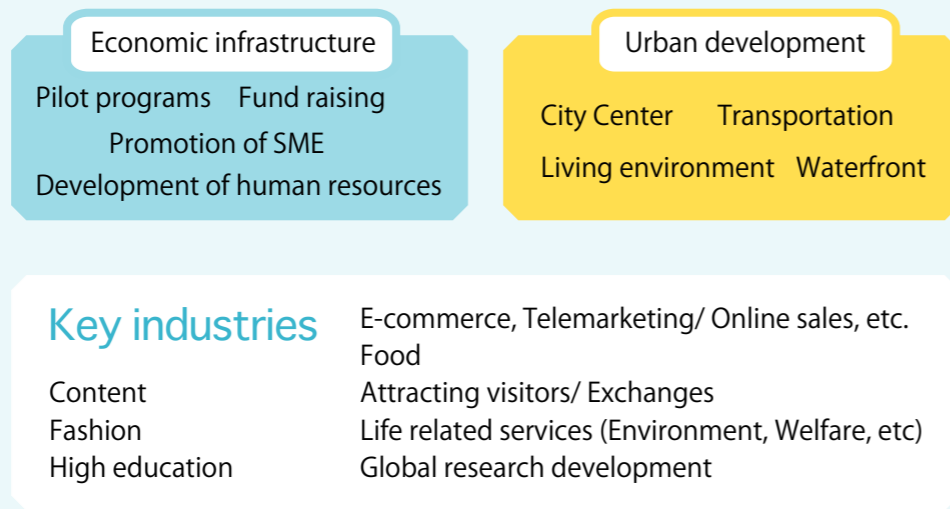 Economic infrastructure
Pilot programs Fund raising
Promotion of SME
Development of human resources
Urban development
City Center Transportation
Living environment Waterfront
Key industries
Content
Fashion
High education
E-commerce, Telemarketing/ Online sales, etc.
Food
Attracting visitors/ Exchanges
Life related services (Environment, Welfare, etc)
Global research development